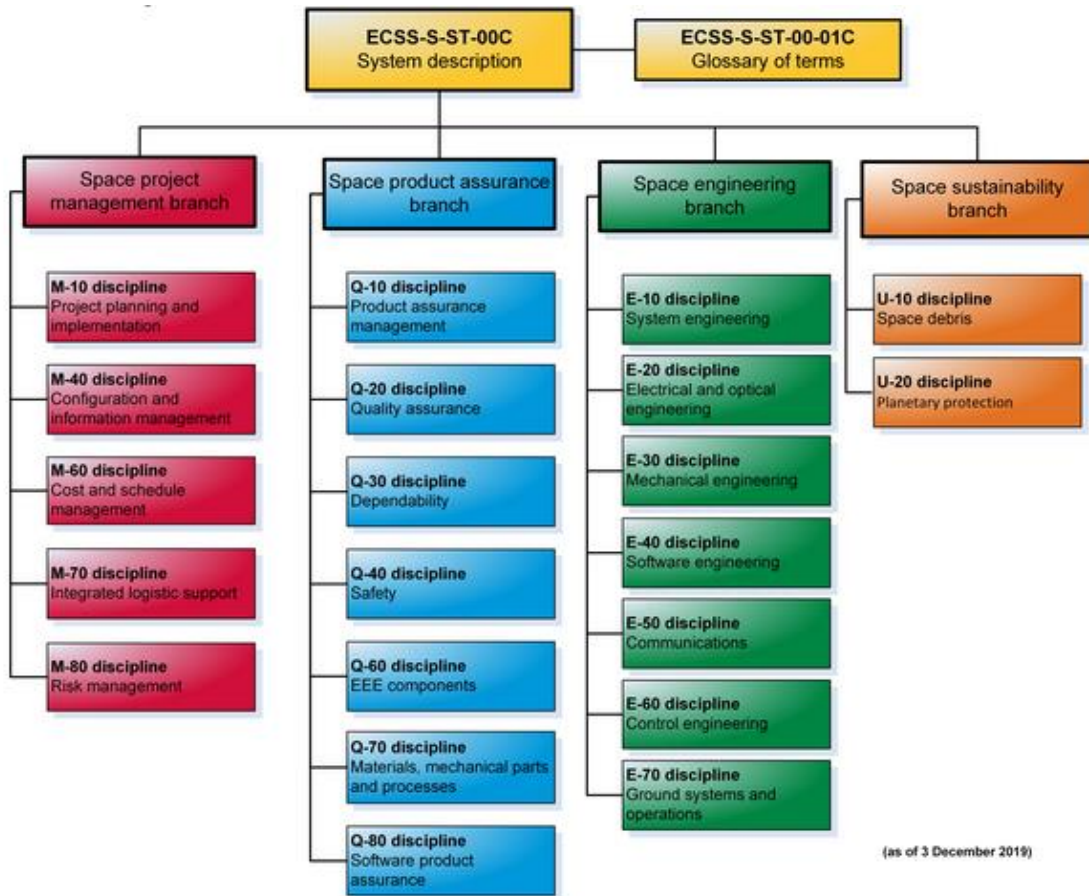 ECSS-S-ST-00C
System description
ECSS-S-ST-00-01C
Glossary of terms
Space project
management branch
M-10 discipline
Project planning and
implementation
M-40 discipline
Configuration and
information management
M-60 discipline
Cost and schedule
management
M-70 discipline
Integrated logistic support
M-80 discipline
Risk management
Space product assurance
branch
Q-10 discipline
Product assurance
management
Q-20 discipline
Quality assurance
Q-30 discipline
Dependability
Q-40 discipline
Safety
Q-60 discipline
EEE components
Q-70 discipline
Materials, mechanical parts
and processes
Q-80 discipline
Software product
assurance
Space engineering
branch
E-10 discipline
System engineering
E-20 discipline
Electrical and optical
engineering
E-30 discipline
Mechanical engineering
E-40 discipline
Software engineering
E-50 discipline
Communications
E-60 discipline
Control engineering
E-70 discipline
Ground systems and
operations
Space sustainability
branch
U-10 discipline
Space debris
U-20 discipline
Planetary protection
(as of 3 December 2019)